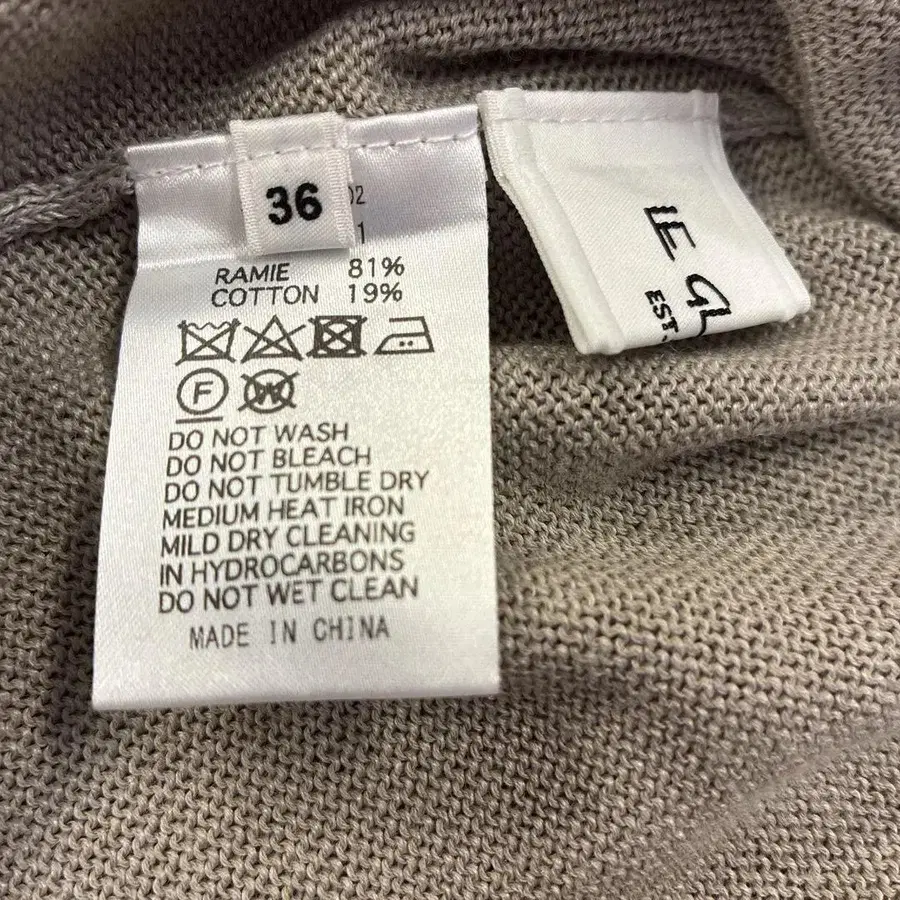 36
RAMIE 81%
COTTON 19%
F
W
DO NOT WASH
DO NOT BLEACH
DO NOT TUMBLE DRY
MEDIUM HEAT IRON
MILD DRY CLEANING
IN HYDROCARBONS
DO NOT WET CLEAN
MADE IN CHINA
EST